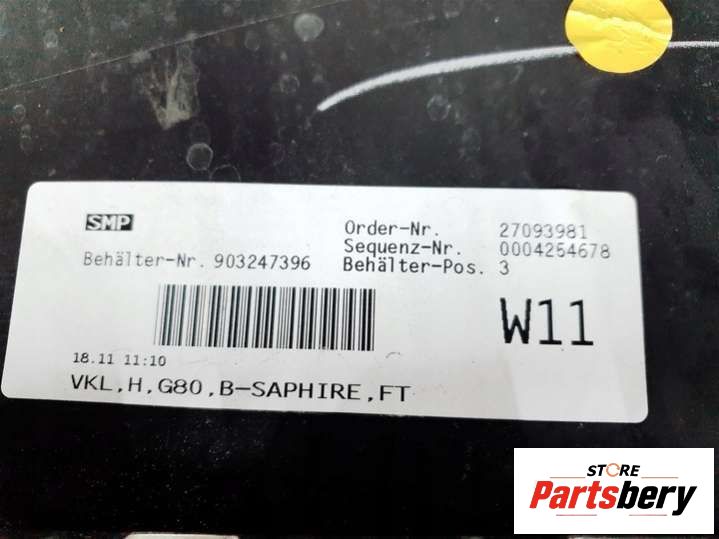 SMP
Order-Nr. 27093981
Sequenz-Nr. 0004254678
Behälter-Nr. 903247396 Behälter-Pos. 3
W11
18.11 11:10
VKL,H,G80,B-SAPHIRE,FT
STORE
Partsbery